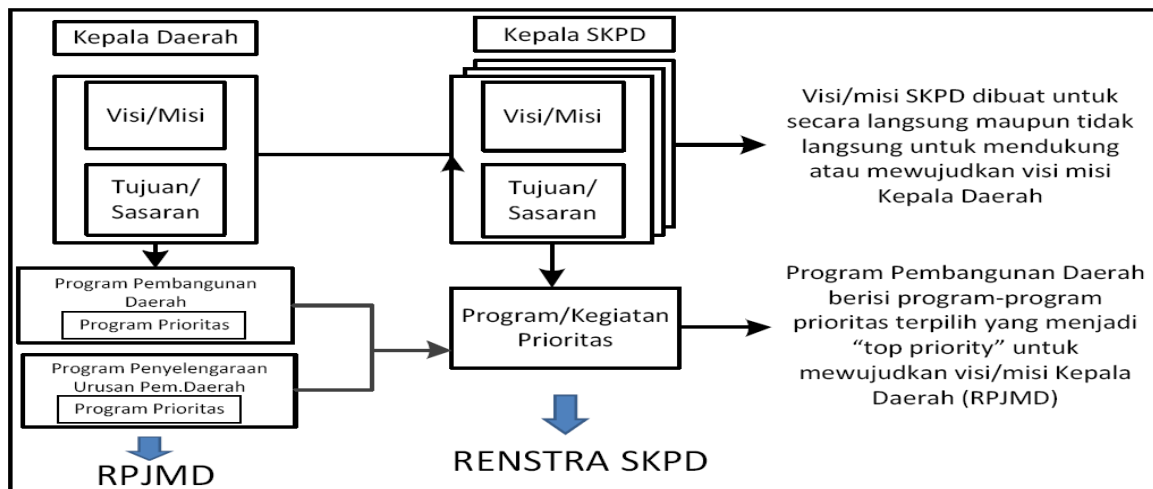 Kepala Daerah
Visi/Misi
Tujuan/
Sasaran
Program Pembangunan
Daerah
Program Prioritas
Program Penyelengaraan
Urusan Pem.Daerah
Program Prioritas
RPJMD
Kepala SKPD
Visi/Misi
Tujuan/
Sasaran
Program/Kegiatan
Prioritas
RENSTRA SKPD
Visi/misi SKPD dibuat untuk
secara langsung maupun tidak
langsung untuk mendukung
atau mewujudkan visi misi
Kepala Daerah
Program Pembangunan Daerah
berisi program-program
prioritas terpilih yang menjadi
“top priority” untuk
mewujudkan visi/misi Kepala
Daerah (RPJMD)